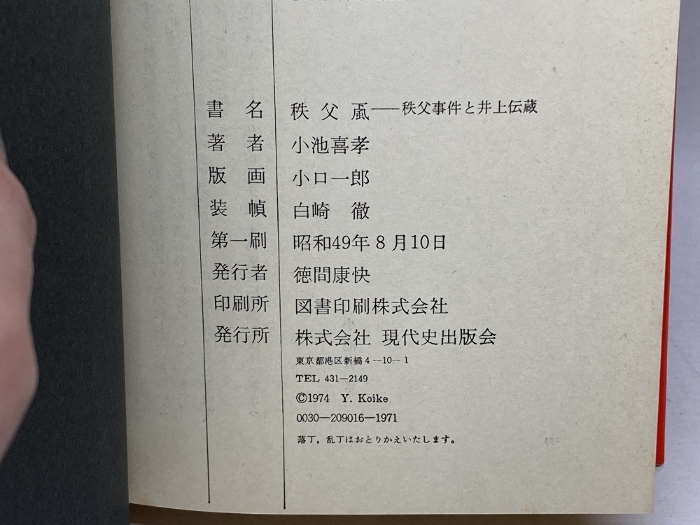 書名 秩父颪——秩父事件と井上伝蔵
著者 小池喜孝
版画 小口一郎
装幀 白崎 徹
第一刷 昭和49年8月10日
発行者 徳間康快
印刷所 図書印刷株式会社
発行所 株式会社 現代史出版会
東京都港区新橋4—10—1
TEL 431—2149
©1974 Y. Koike
0030—209016—1971
落丁，乱丁はおとりかえいたします。